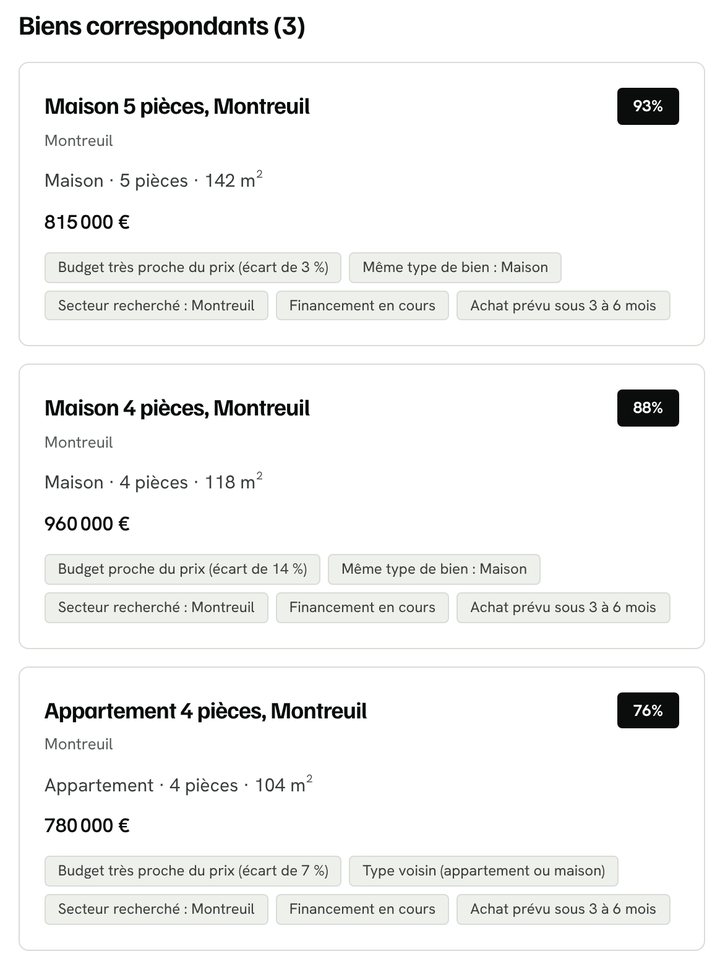 Biens correspondants (3)
Maison 5 pièces, Montreuil
93%
Montreuil
Maison · 5 pièces · 142 m²
815 000 €
Budget très proche du prix (écart de 3 %)
Même type de bien : Maison
Secteur recherché : Montreuil
Financement en cours
Achat prévu sous 3 à 6 mois
Maison 4 pièces, Montreuil
88%
Montreuil
Maison · 4 pièces · 118 m²
960 000 €
Budget proche du prix (écart de 14 %)
Même type de bien : Maison
Secteur recherché : Montreuil
Financement en cours
Achat prévu sous 3 à 6 mois
Appartement 4 pièces, Montreuil
76%
Montreuil
Appartement · 4 pièces · 104 m²
780 000 €
Budget très proche du prix (écart de 7 %)
Type voisin (appartement ou maison)
Secteur recherché : Montreuil
Financement en cours
Achat prévu sous 3 à 6 mois